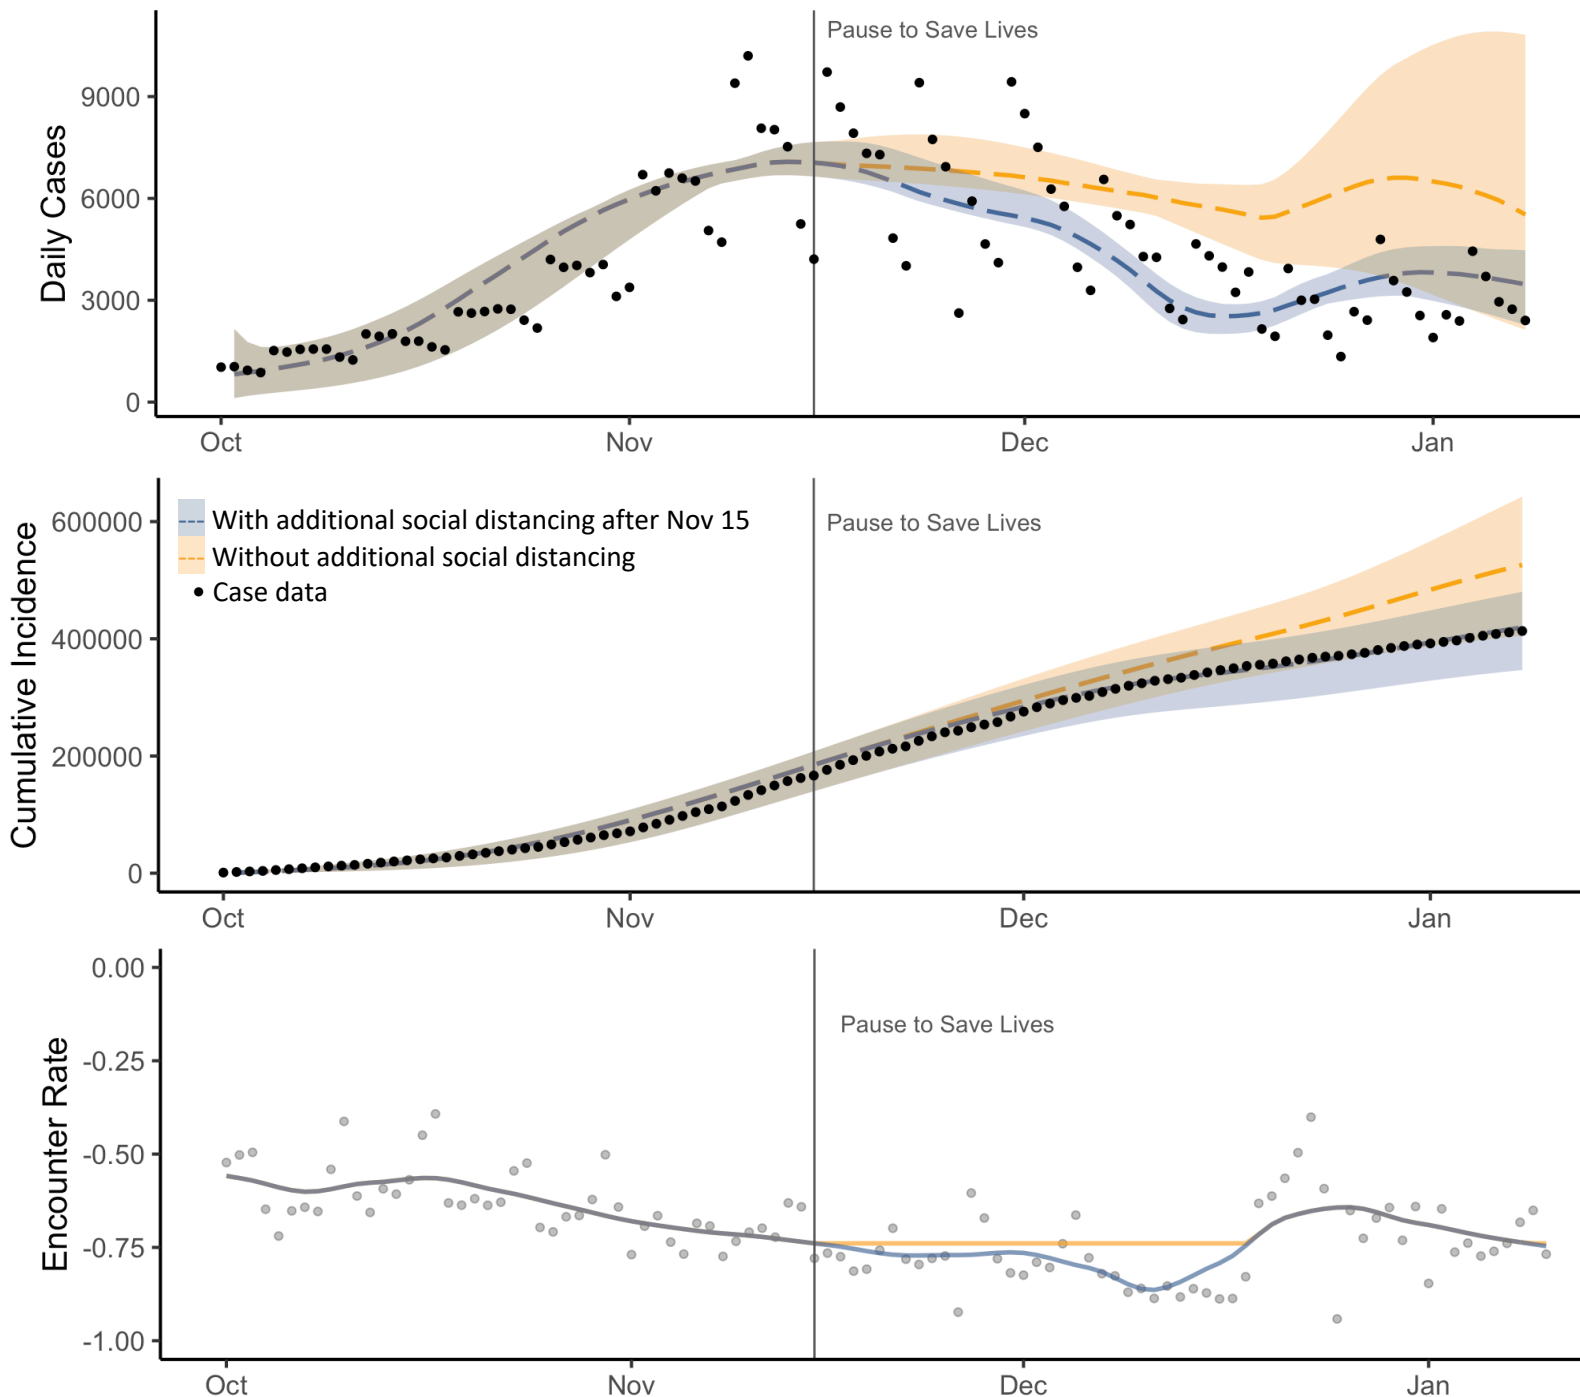 Pause to Save Lives
Daily Cases
9000
6000
3000
0
Oct
Nov
Dec
Jan
Cumulative Incidence
600000
400000
200000
0
With additional social distancing after Nov 15
Without additional social distancing
Case data
Pause to Save Lives
Oct
Nov
Dec
Jan
Encounter Rate
0.00
-0.25
-0.50
-0.75
-1.00
Pause to Save Lives
Oct
Nov
Dec
Jan